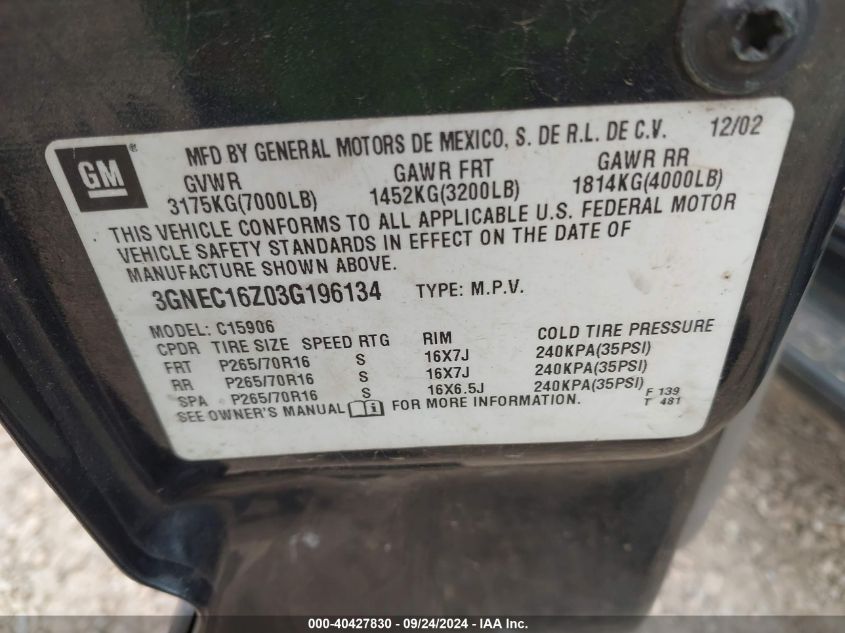 GM ®
MFD BY GENERAL MOTORS DE MEXICO, S. DE R.L. DE C.V. 12/02
GVWR GAWR FRT GAWR RR
3175KG(7000LB) 1452KG(3200LB) 1814KG(4000LB)
THIS VEHICLE CONFORMS TO ALL APPLICABLE U.S. FEDERAL MOTOR
VEHICLE SAFETY STANDARDS IN EFFECT ON THE DATE OF
MANUFACTURE SHOWN ABOVE.
3GNEC16Z03G196134 TYPE: M.P.V.
MODEL: C15906
CPDR TIRE SIZE SPEED RTG RIM COLD TIRE PRESSURE
FRT P265/70R16 S 16X7J 240KPA(35PSI)
RR P265/70R16 S 16X7J 240KPA(35PSI)
SPA P265/70R16 S 16X6.5J 240KPA(35PSI)
SEE OWNER'S MANUAL i FOR MORE INFORMATION.
F 139
T 481
000-40427830 - 09/24/2024 - IAA Inc.